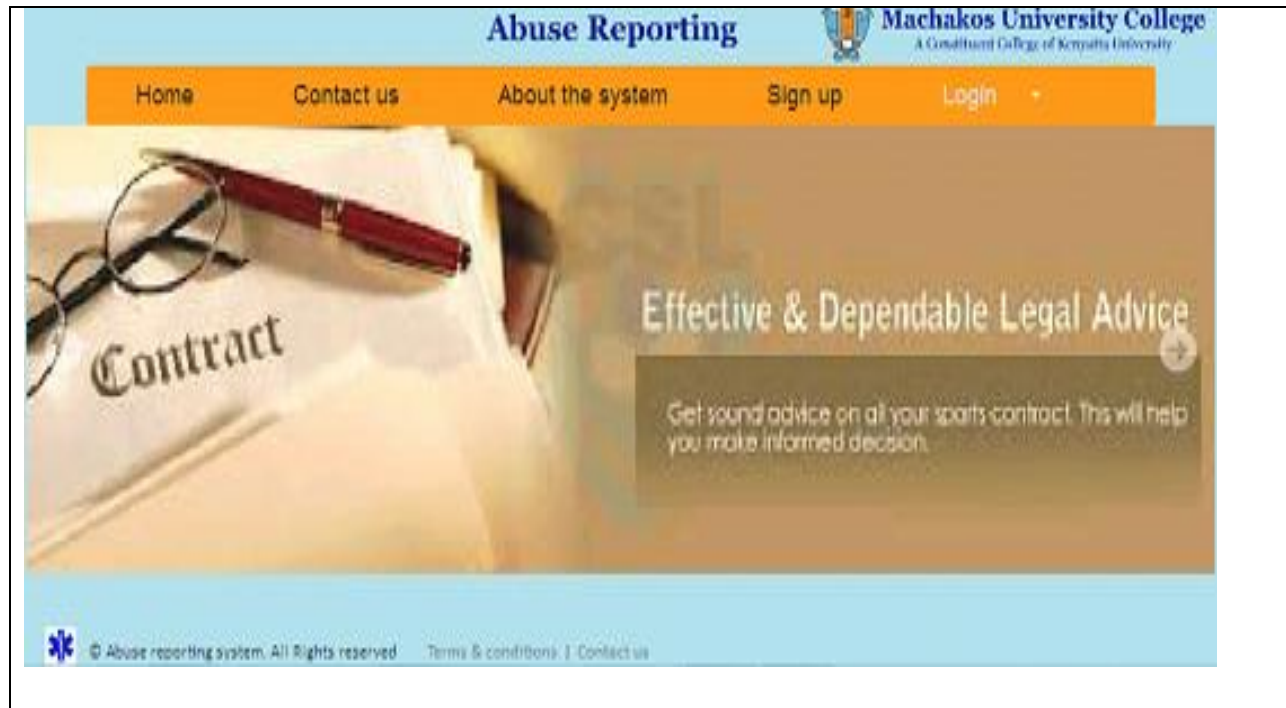 Abuse Reporting
Machakos University College
A Constituent College of Kenyatta University
Home Contact us About the system Sign up Login
CSL
Contract
Effective & Dependable Legal Advice
Get sound advice on all your sports contract. This will help
you make informed decision.
© Abuse reporting system. All Rights reserved Terms & conditions | Contact us